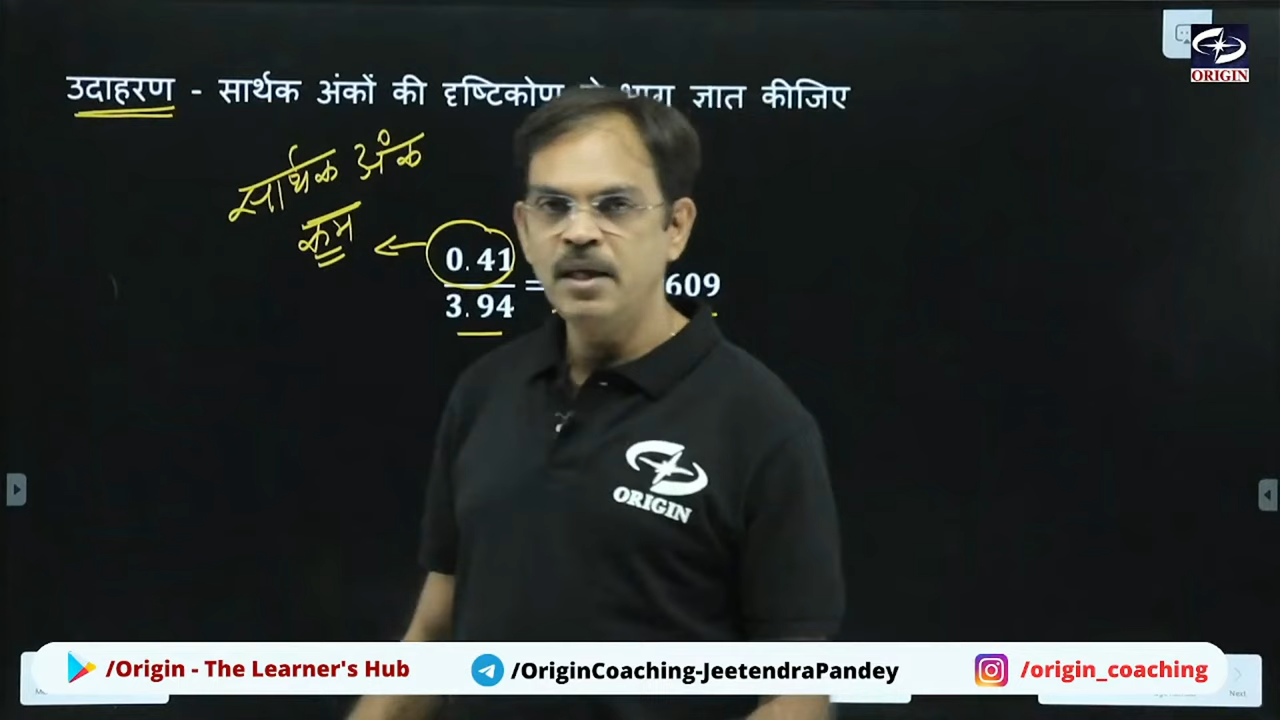 उदाहरण - सार्थक अंकों की दृष्टिकोण भाग ज्ञात कीजिए
ORIGIN
सार्थक अंक
कम
0.41
3.94
=
609
ORIGIN
/Origin - The Learner's Hub
/OriginCoaching-JeetendraPandey
/origin_coaching
Next